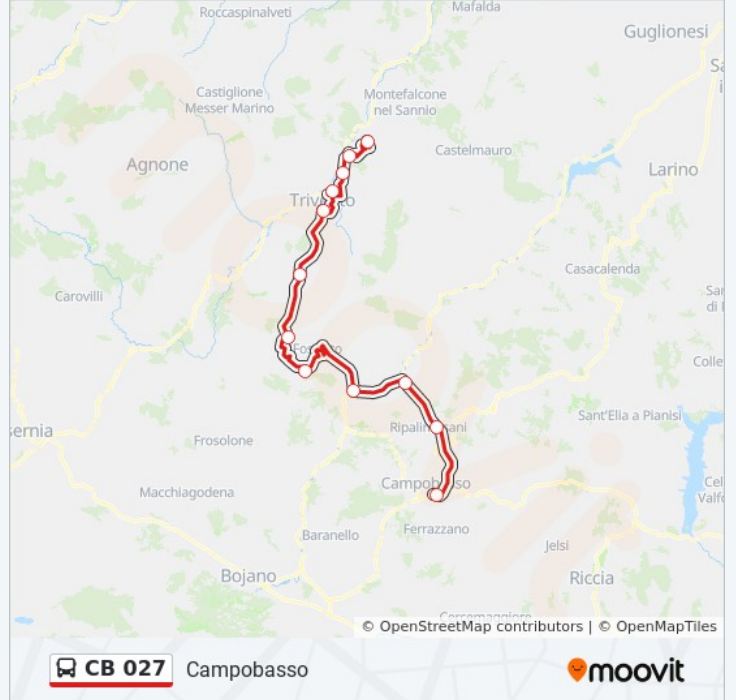 Roccaspinalveti
Mafalda
Guglionesi
Castiglione
Messer Marino
Montefalcone
nel Sannio
Castelmauro
Agnone
Larino
Casacalenda
Carovilli
Colle
Sant'Elia a Pianisi
sernia
Frosolone
Campobasso
Macchiagodena
Ferrazzano
Baranello
Jelsi
Bojano
Riccia
© OpenStreetMap contributors | © OpenMapTiles
CB 027
Campobasso
moovit